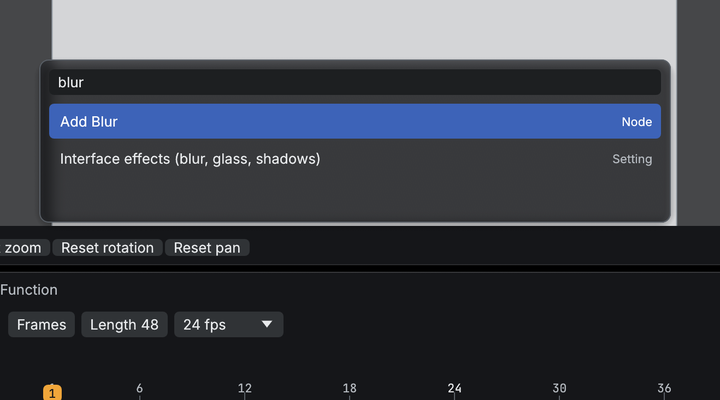 blur
Add Blur Node
Interface effects (blur, glass, shadows) Setting
zoom Reset rotation Reset pan
Function
Frames Length 48 24 fps
1 6 12 18 24 30 36